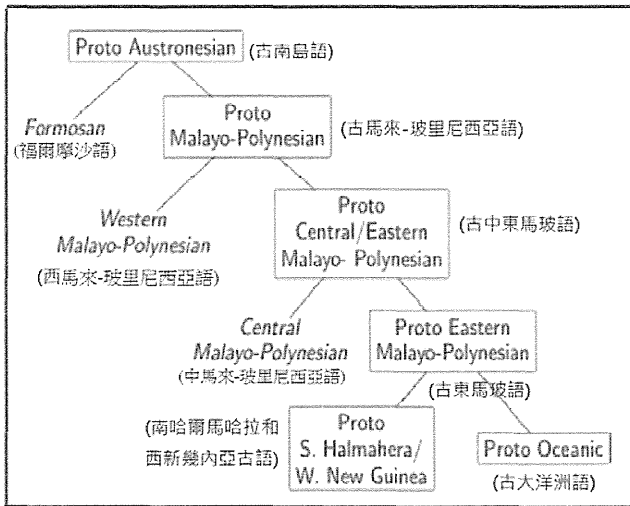 Proto Austronesian
(古南島語)
Formosan
(福爾摩沙語)
Proto
Malayo-Polynesian
(古馬來-玻里尼西亞語)
Western
Malayo-Polynesian
(西馬來-玻里尼西亞語)
Proto
Central/Eastern
Malayo- Polynesian
(古中東馬玻語)
Central
Malayo-Polynesian
(中馬來-玻里尼西亞語)
Proto Eastern
Malayo-Polynesian
(古東馬玻語)
(南哈爾馬哈拉和
西新幾內亞古語)
Proto
S. Halmahera/
W. New Guinea
Proto Oceanic
(古大洋洲語)